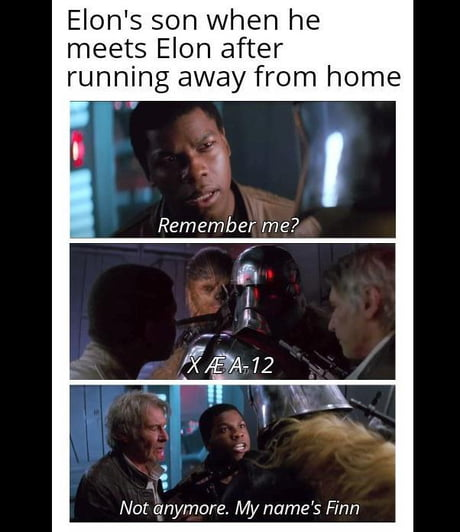 Elon's son when he
meets Elon after
running away from home
Remember me?
X Æ A-12
Not anymore. My name's Finn